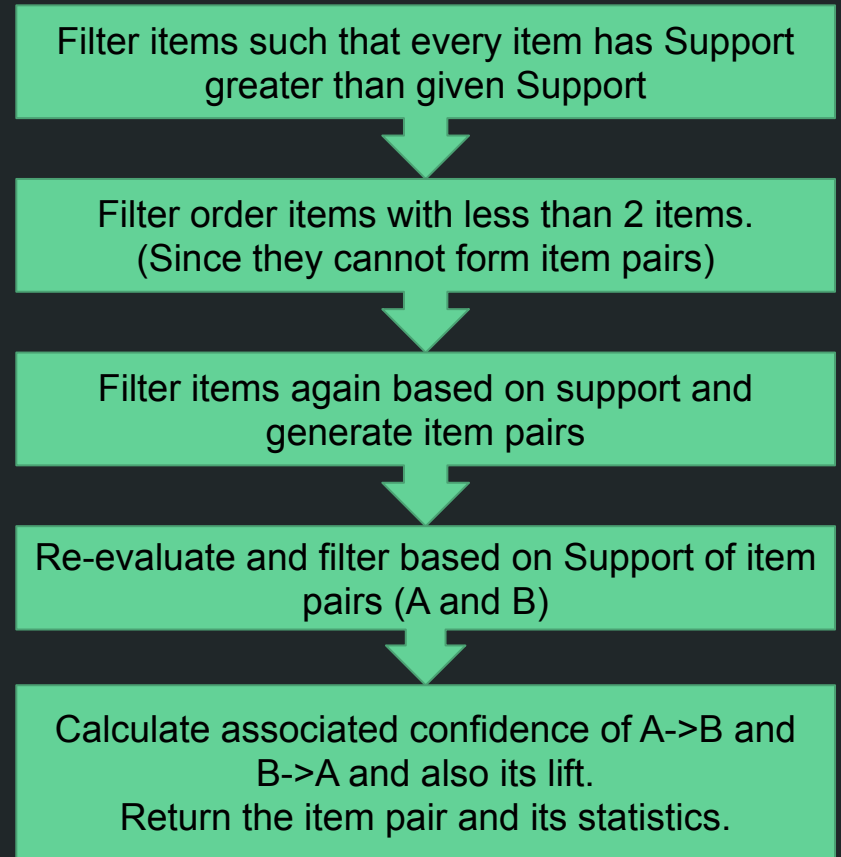 Filter items such that every item has Support
greater than given Support
Filter order items with less than 2 items.
(Since they cannot form item pairs)
Filter items again based on support and
generate item pairs
Re-evaluate and filter based on Support of item
pairs (A and B)
Calculate associated confidence of A->B and
B->A and also its lift.
Return the item pair and its statistics.